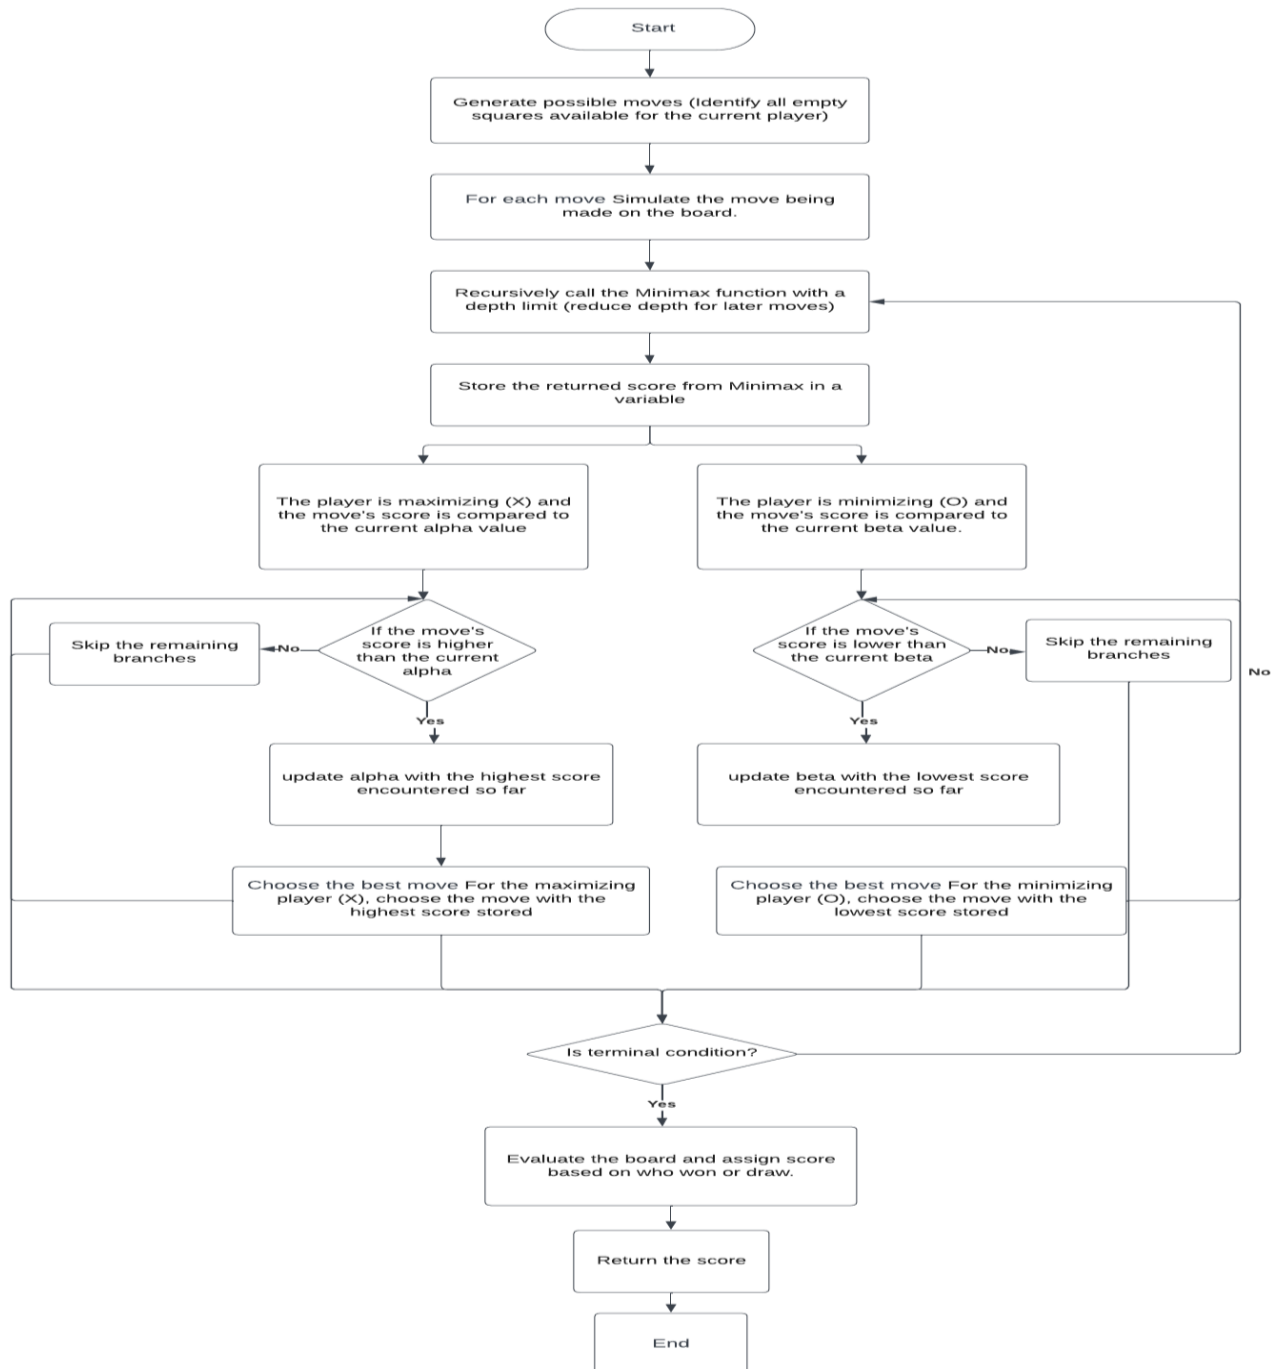 Start
Generate possible moves (Identify all empty
squares available for the current player)
For each move Simulate the move being
made on the board.
Recursively call the Minimax function with a
depth limit (reduce depth for later moves)
Store the returned score from Minimax in a
variable
The player is maximizing (X) and
the move's score is compared to
the current alpha value
The player is minimizing (O) and
the move's score is compared to
the current beta value.
Skip the remaining
branches
No
If the move's
score is higher
than the current
alpha
If the move's
score is lower than
the current beta
No
Skip the remaining
branches
No
Yes
Yes
update alpha with the highest score
encountered so far
update beta with the lowest score
encountered so far
Choose the best move For the maximizing
player (X), choose the move with the
highest score stored
Choose the best move For the minimizing
player (O), choose the move with the
lowest score stored
Is terminal condition?
Yes
Evaluate the board and assign score
based on who won or draw.
Return the score
End